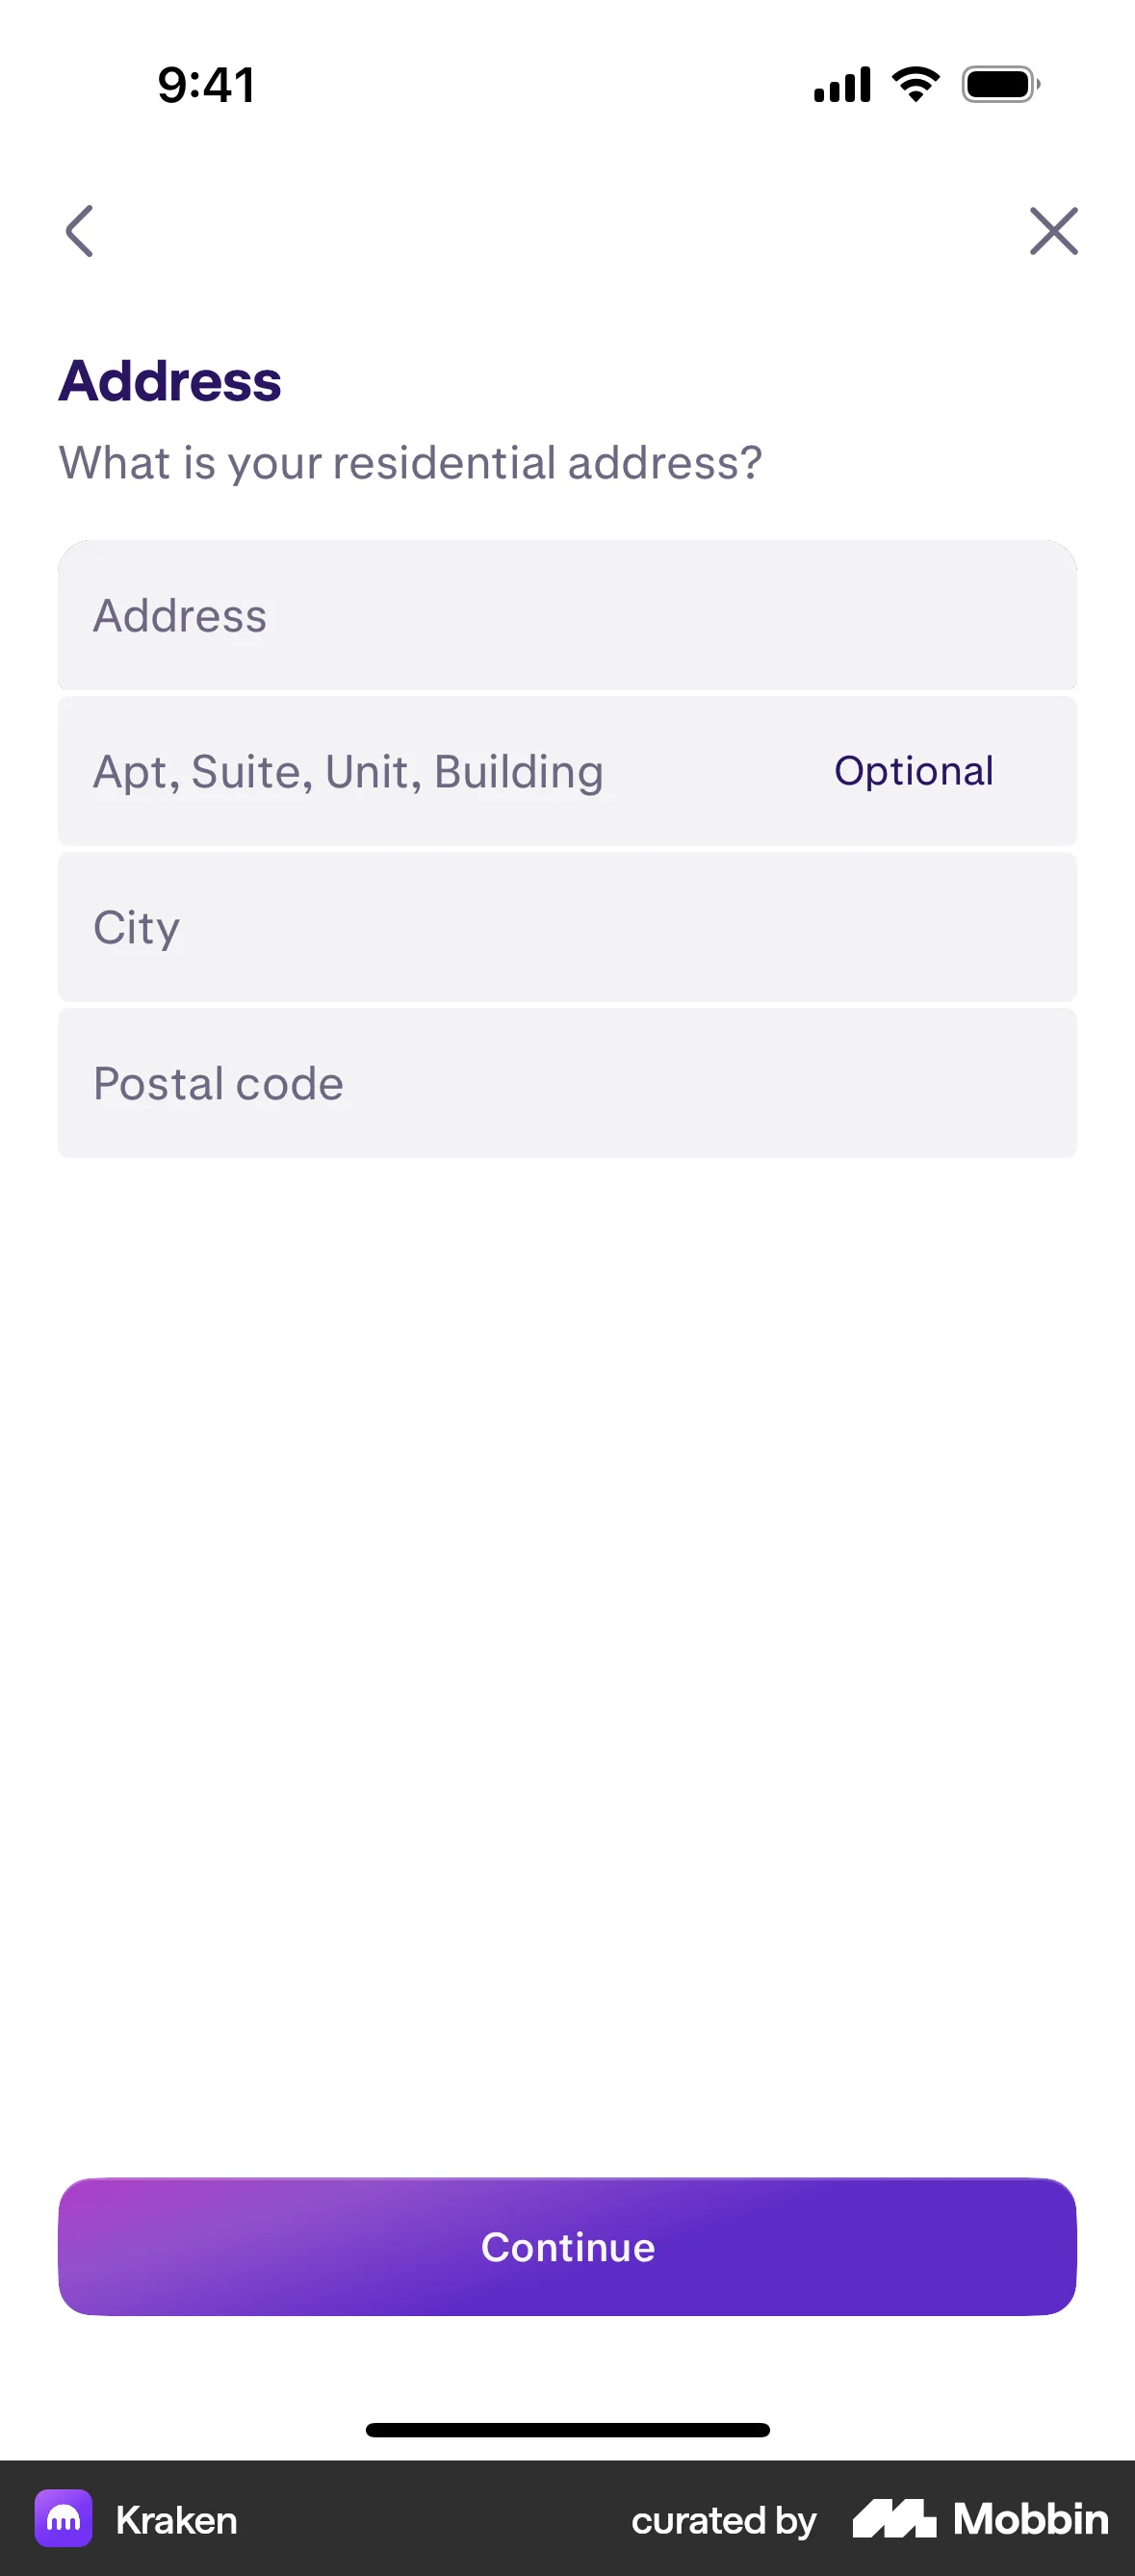 9:41
Address
What is your residential address?
Address
Apt, Suite, Unit, Building Optional
City
Postal code
Continue
Kraken curated by Mobbin